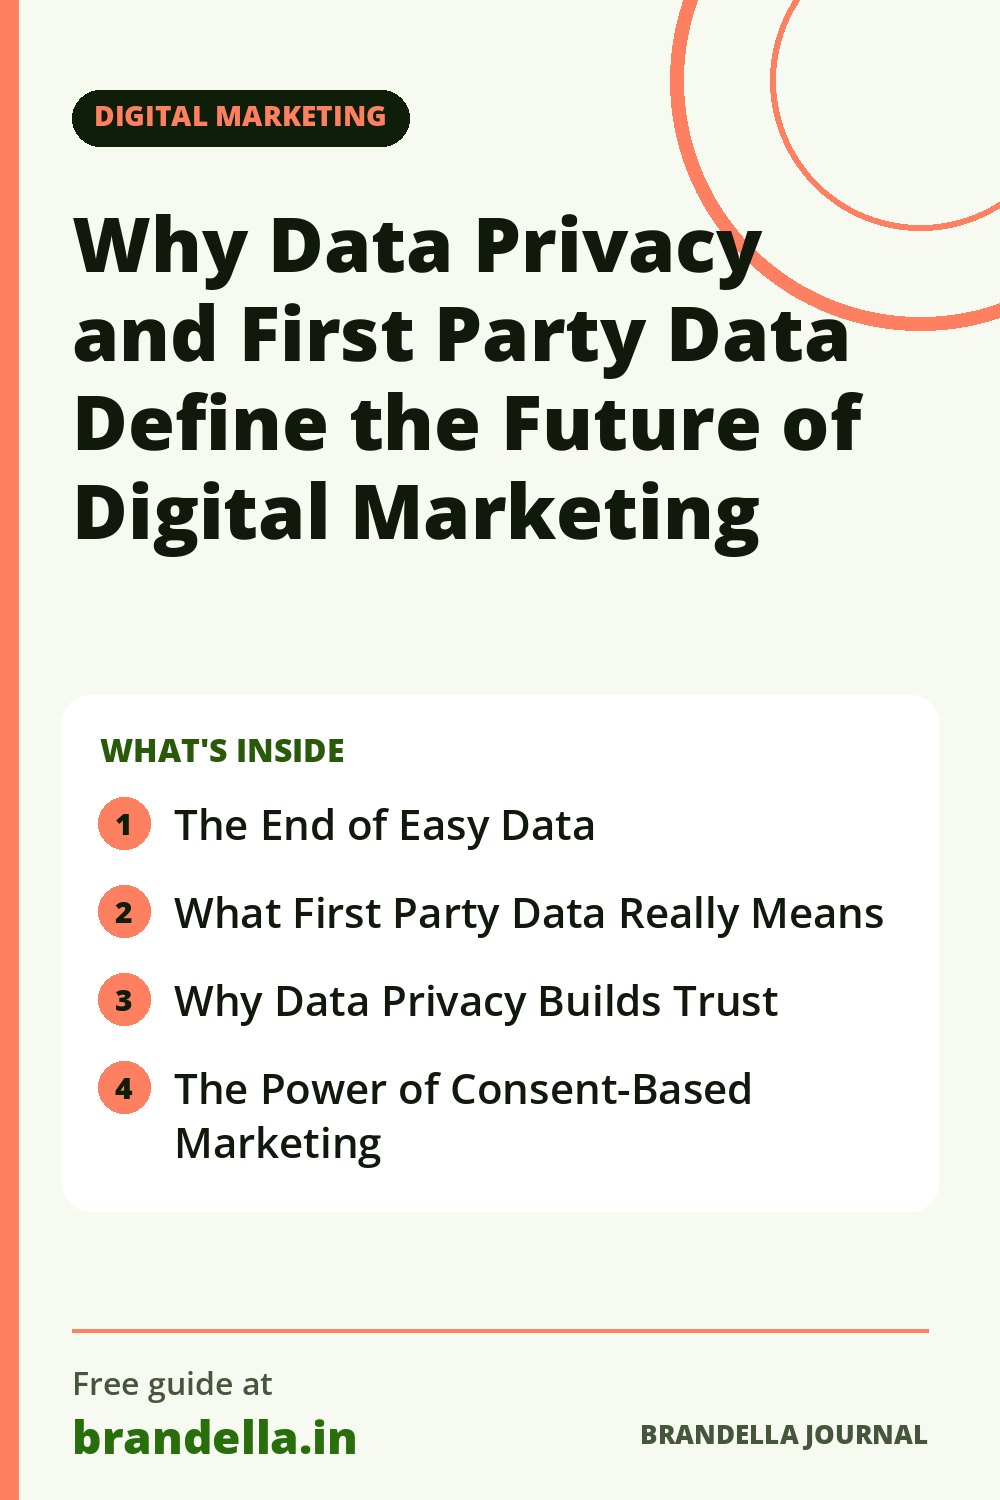 DIGITAL MARKETING
Why Data Privacy
and First Party Data
Define the Future of
Digital Marketing
WHAT'S INSIDE
1 The End of Easy Data
2 What First Party Data Really Means
3 Why Data Privacy Builds Trust
4 The Power of Consent-Based
Marketing
Free guide at
brandella.in
BRANDELLA JOURNAL